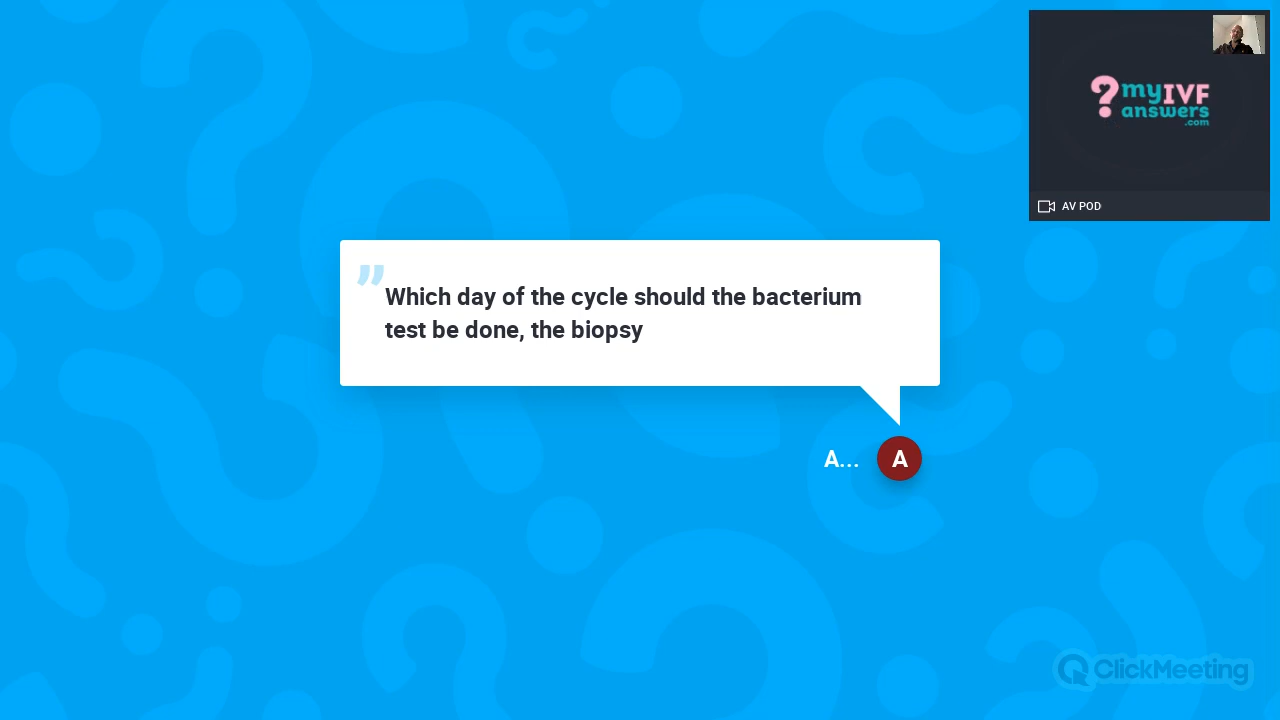 ?myIVF
answers
.com
AV POD
” Which day of the cycle should the bacterium
test be done, the biopsy
A... A
ClickMeeting